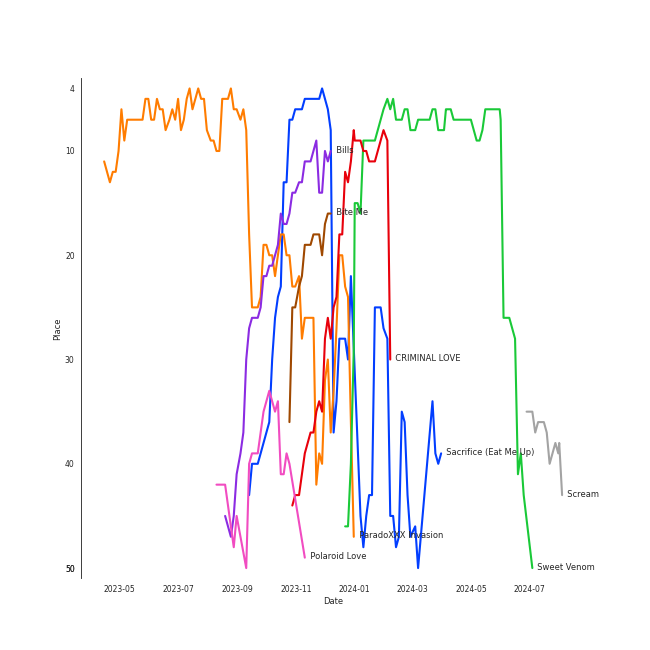 4
10
20
30
40
50
Place
Bills
Bite Me
CRIMINAL LOVE
Sacrifice (Eat Me Up)
Scream
ParadoXXX Invasion
Polaroid Love
Sweet Venom
2023-05 2023-07 2023-09 2023-11 2024-01 2024-03 2024-05 2024-07
Date